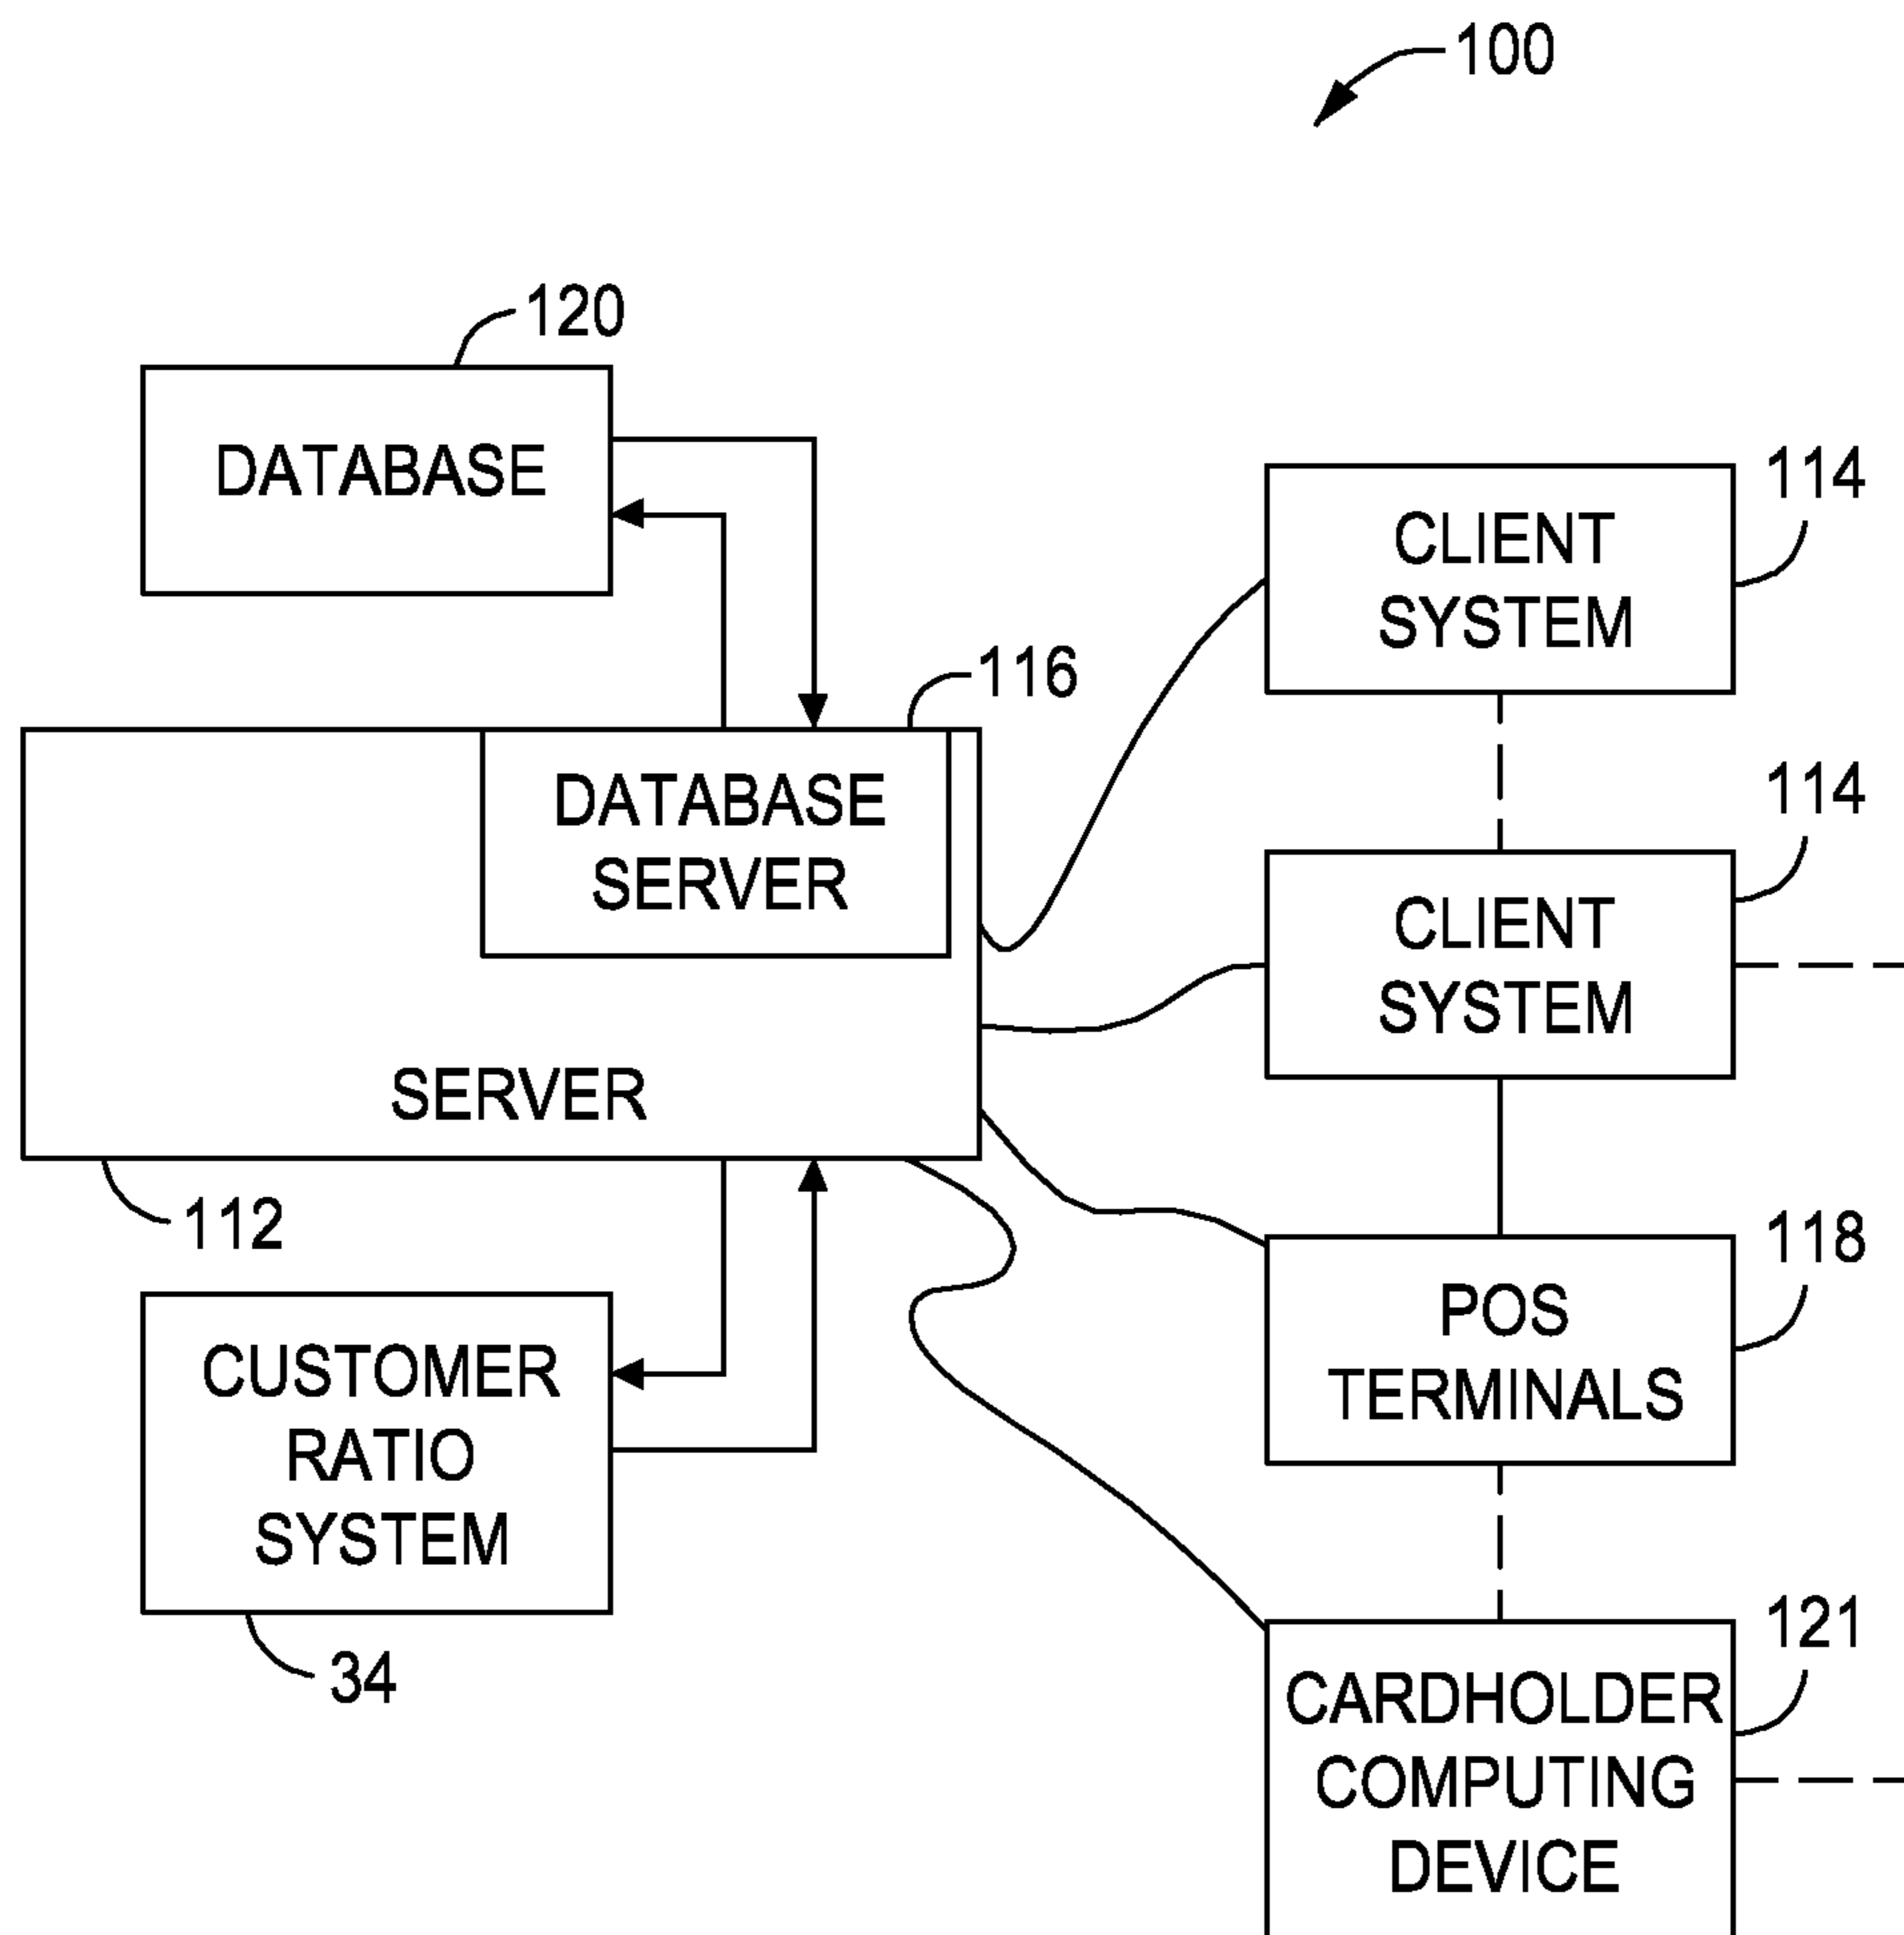 100
120
DATABASE
114
CLIENT
SYSTEM
116
DATABASE
SERVER
114
CLIENT
SYSTEM
SERVER
112
118
POS
TERMINALS
CUSTOMER
RATIO
SYSTEM
34
121
CARDHOLDER
COMPUTING
DEVICE